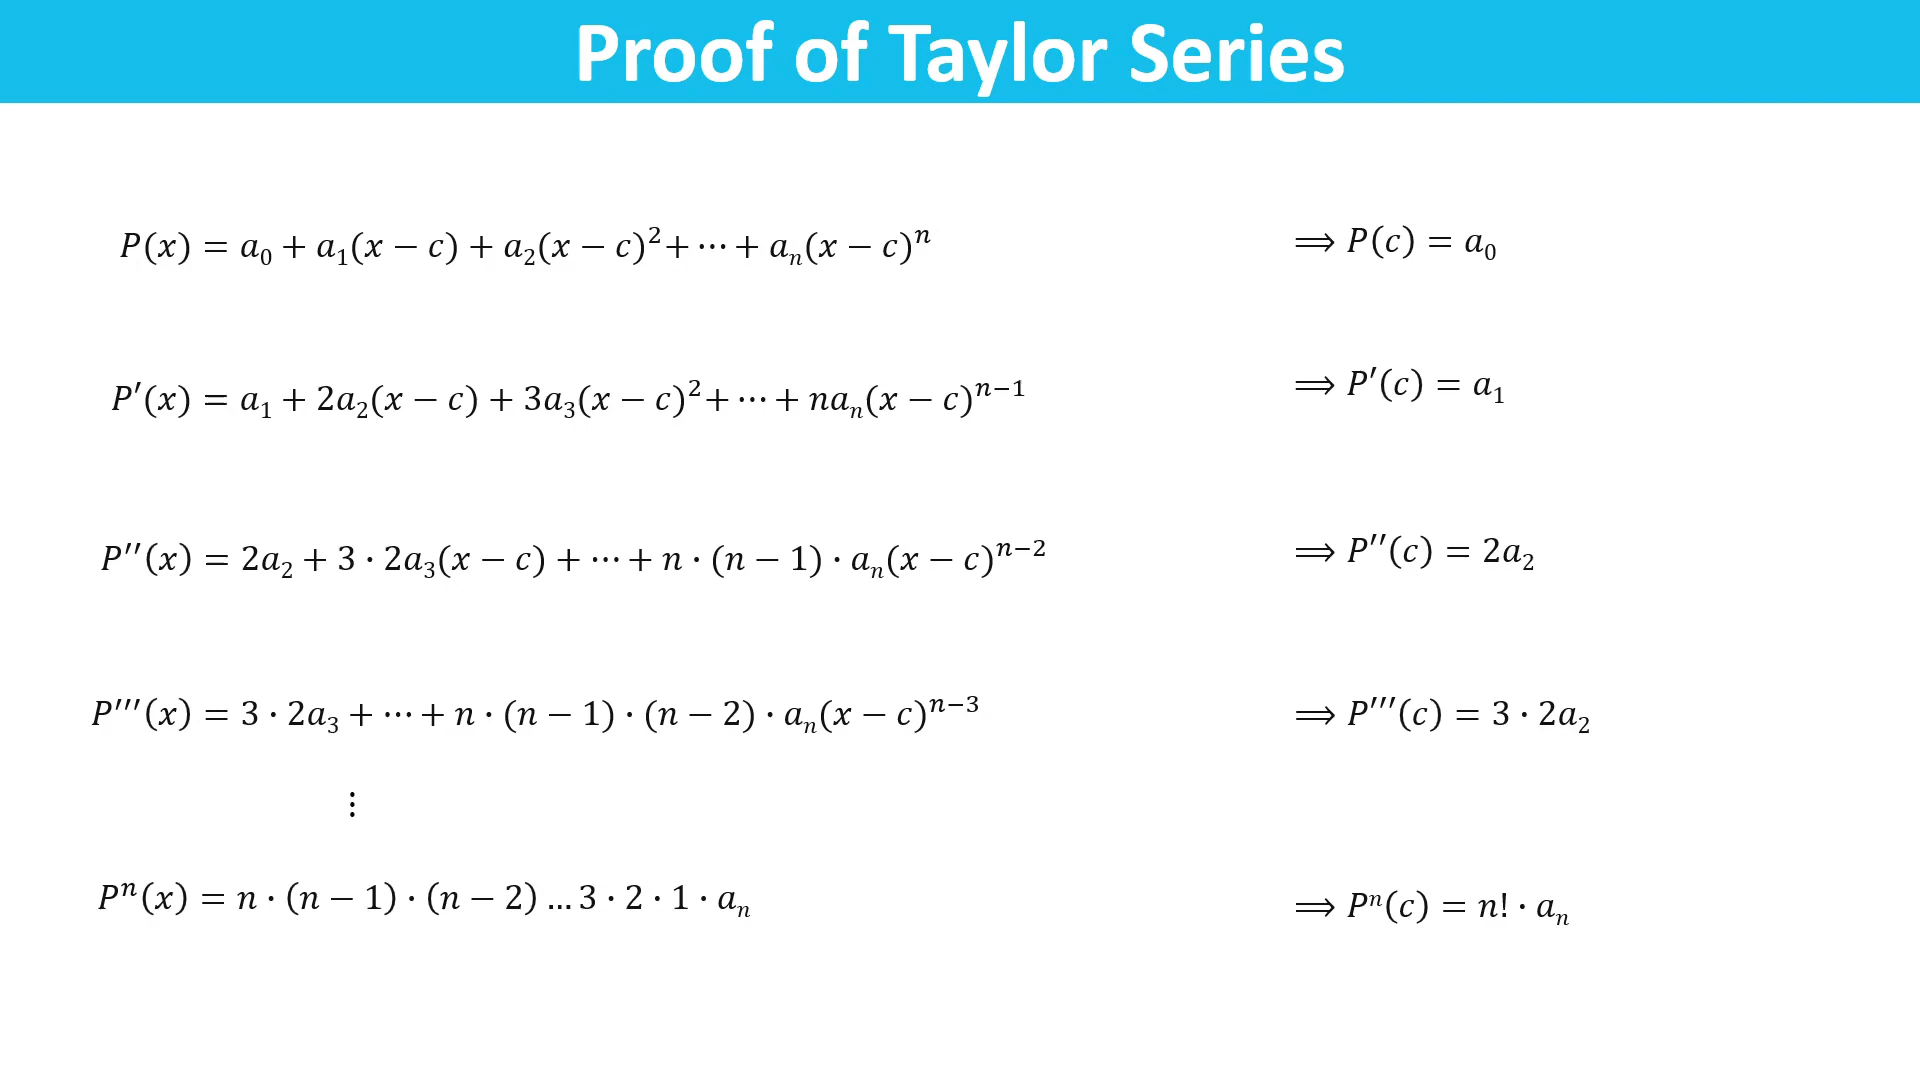 Proof of Taylor Series
P(x) = a₀ + a₁(x − c) + a₂(x − c)² + ⋯ + aₙ(x − c)ⁿ ⟹ P(c) = a₀
P′(x) = a₁ + 2a₂(x − c) + 3a₃(x − c)² + ⋯ + naₙ(x − c)ⁿ⁻¹ ⟹ P′(c) = a₁
P′′(x) = 2a₂ + 3 · 2a₃(x − c) + ⋯ + n · (n − 1) · aₙ(x − c)ⁿ⁻² ⟹ P′′(c) = 2a₂
P′′′(x) = 3 · 2a₃ + ⋯ + n · (n − 1) · (n − 2) · aₙ(x − c)ⁿ⁻³ ⟹ P′′′(c) = 3 · 2a₂
⋮
Pⁿ(x) = n · (n − 1) · (n − 2) … 3 · 2 · 1 · aₙ ⟹ Pⁿ(c) = n! · aₙ